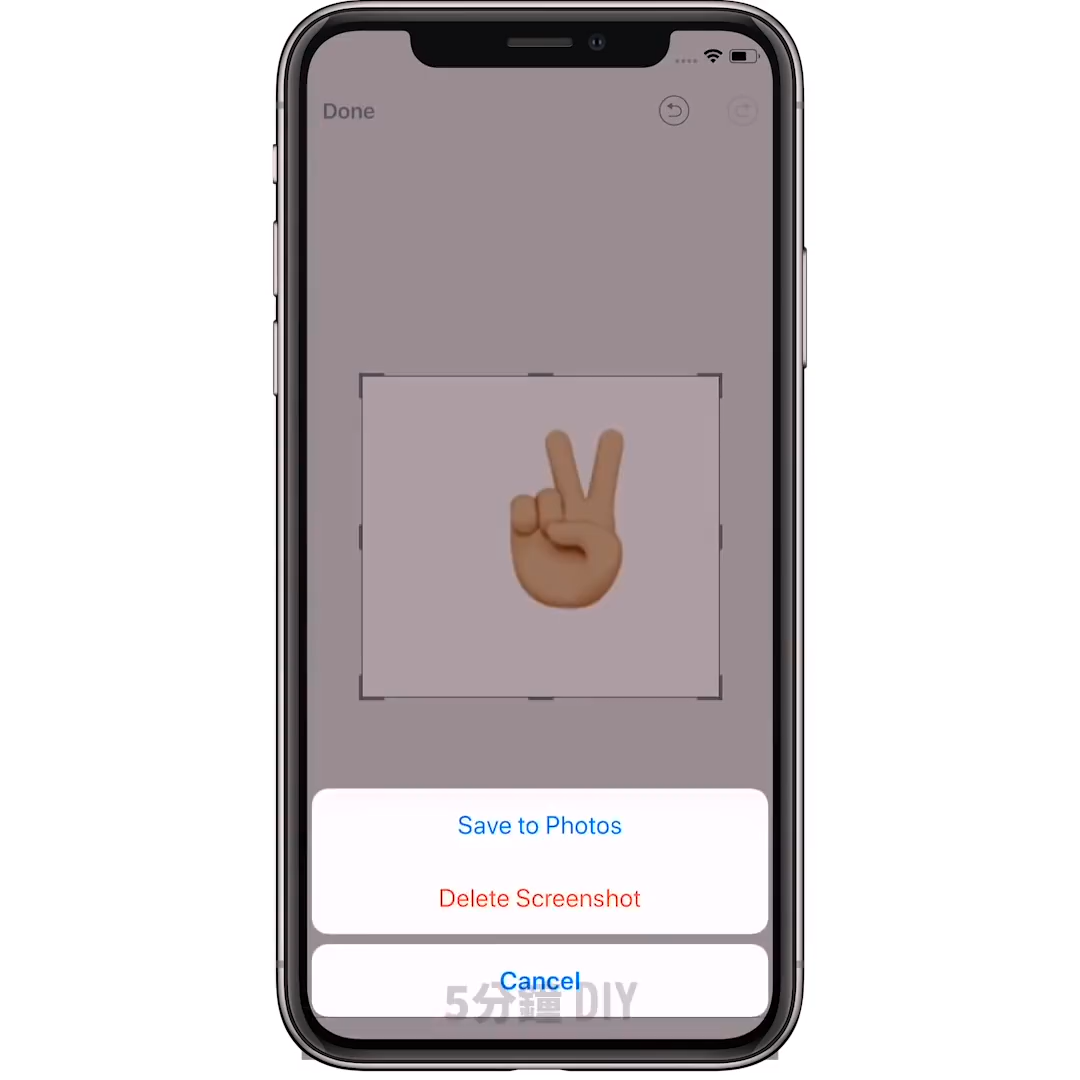 Done
Save to Photos
Delete Screenshot
Cancel
5分鐘 DIY